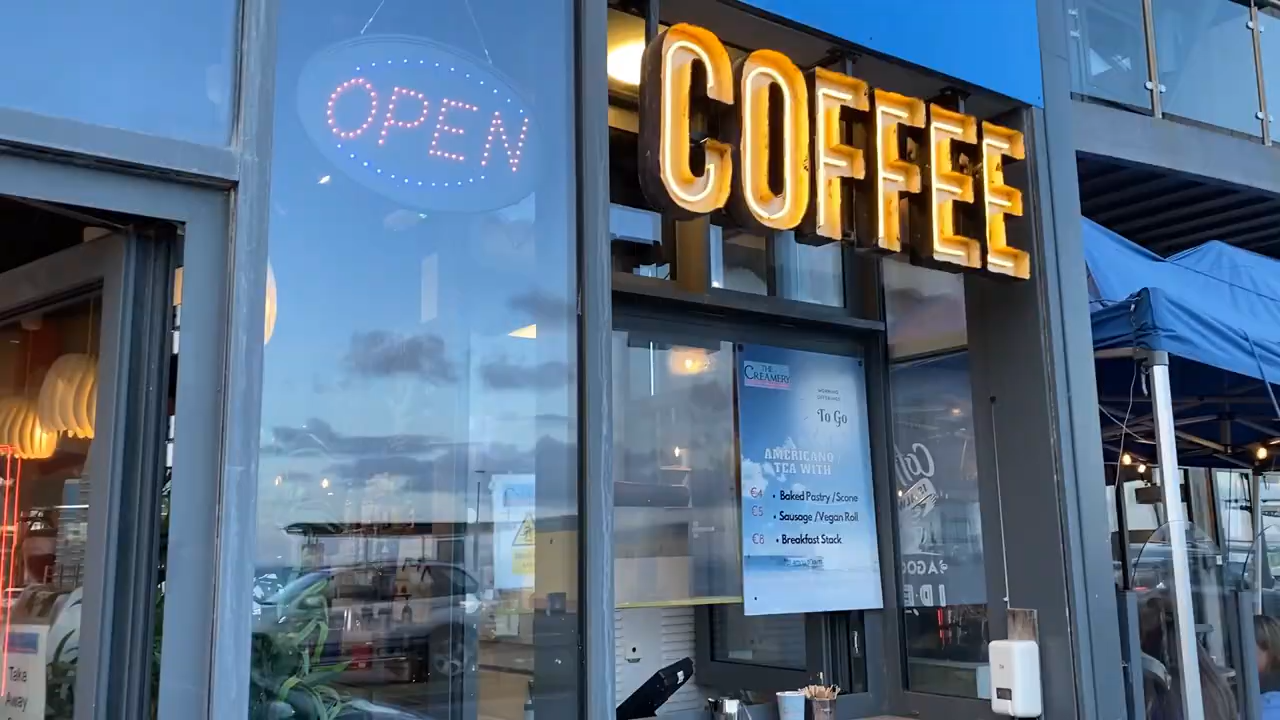 OPEN
COFFEE
THE
CREAMERY
MORNING
To Go
AMERICANO /
TEA WITH
€4 • Baked Pastry / Scone
€5 • Sausage / Vegan Roll
€8 • Breakfast Stack
Take
Away